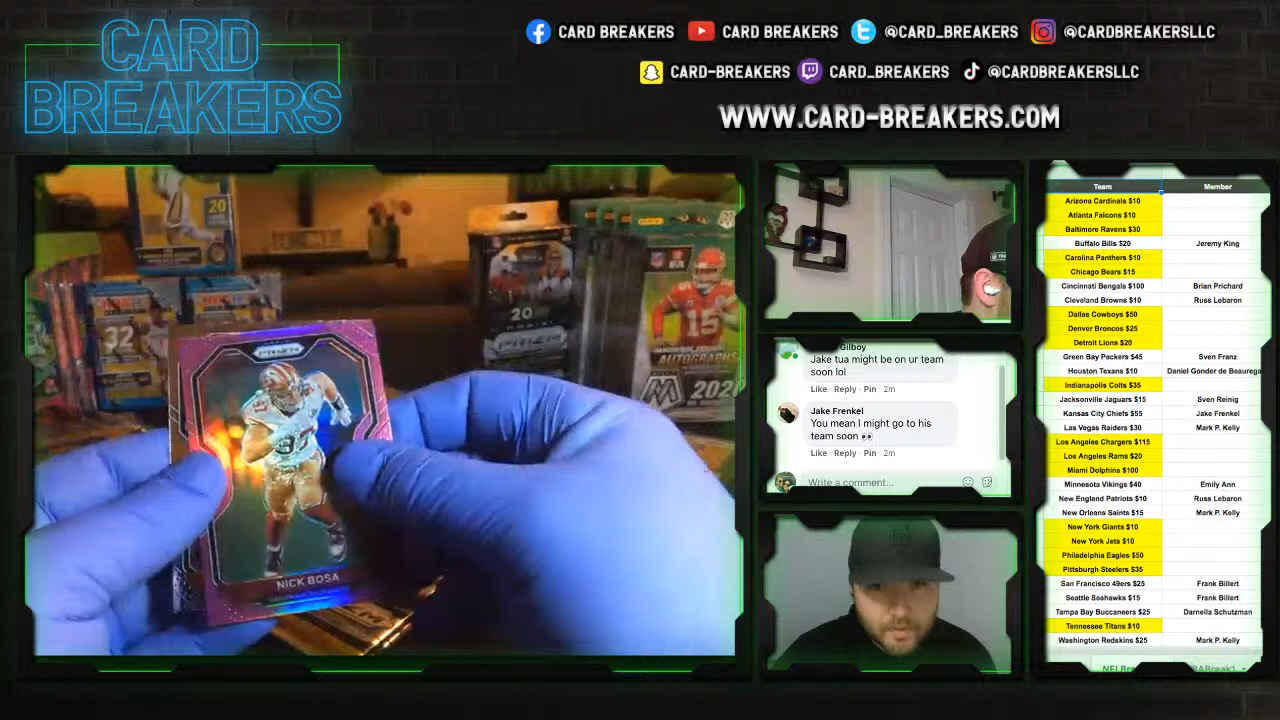 CARD
BREAKERS
CARD BREAKERS
CARD BREAKERS
@CARD_BREAKERS
@CARDBREAKERSLLC
CARD-BREAKERS
CARD_BREAKERS
@CARDBREAKERSLLC
WWW.CARD-BREAKERS.COM
20
32
20
PRIZM
15
AUTOGRAPHS
PRIZM
97
NICK BOSA
Gilboy
Jake tua might be on ur team
soon lol
Like · Reply · Pin · 2m
Jake Frenkel
You mean I might go to his
team soon 👀
Like · Reply · Pin · 2m
Write a comment...
Team Member
Arizona Cardinals $10
Atlanta Falcons $10
Baltimore Ravens $30
Buffalo Bills $20 Jeremy King
Carolina Panthers $10
Chicago Bears $15
Cincinnati Bengals $100 Brian Prichard
Cleveland Browns $10 Russ Lebaron
Dallas Cowboys $50
Denver Broncos $25
Detroit Lions $20
Green Bay Packers $45 Sven Franz
Houston Texans $10 Daniel Gonder de Beaurega
Indianapolis Colts $35
Jacksonville Jaguars $15 Sven Reinig
Kansas City Chiefs $55 Jake Frenkel
Las Vegas Raiders $30 Mark P. Kelly
Los Angeles Chargers $115
Los Angeles Rams $20
Miami Dolphins $100
Minnesota Vikings $40 Emily Ann
New England Patriots $10 Russ Lebaron
New Orleans Saints $15 Mark P. Kelly
New York Giants $10
New York Jets $10
Philadelphia Eagles $50
Pittsburgh Steelers $35
San Francisco 49ers $25 Frank Billert
Seattle Seahawks $15 Frank Billert
Tampa Bay Buccaneers $25 Darnella Schutzman
Tennessee Titans $10
Washington Redskins $25 Mark P. Kelly